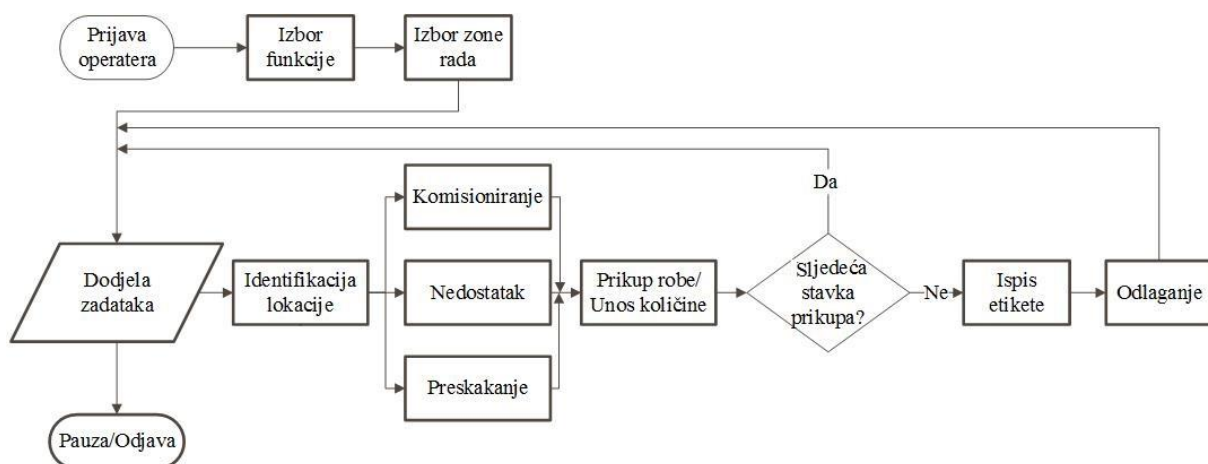 Prijava
operatera
Izbor
funkcije
Izbor zone
rada
Da
Komisioniranje
Dodjela
zadataka
Identifikacija
lokacije
Nedostatak
Prikup robe/
Unos količine
Sljedeća
stavka
prikupa?
Ne
Ispis
etikete
Odlaganje
Preskakanje
Pauza/Odjava